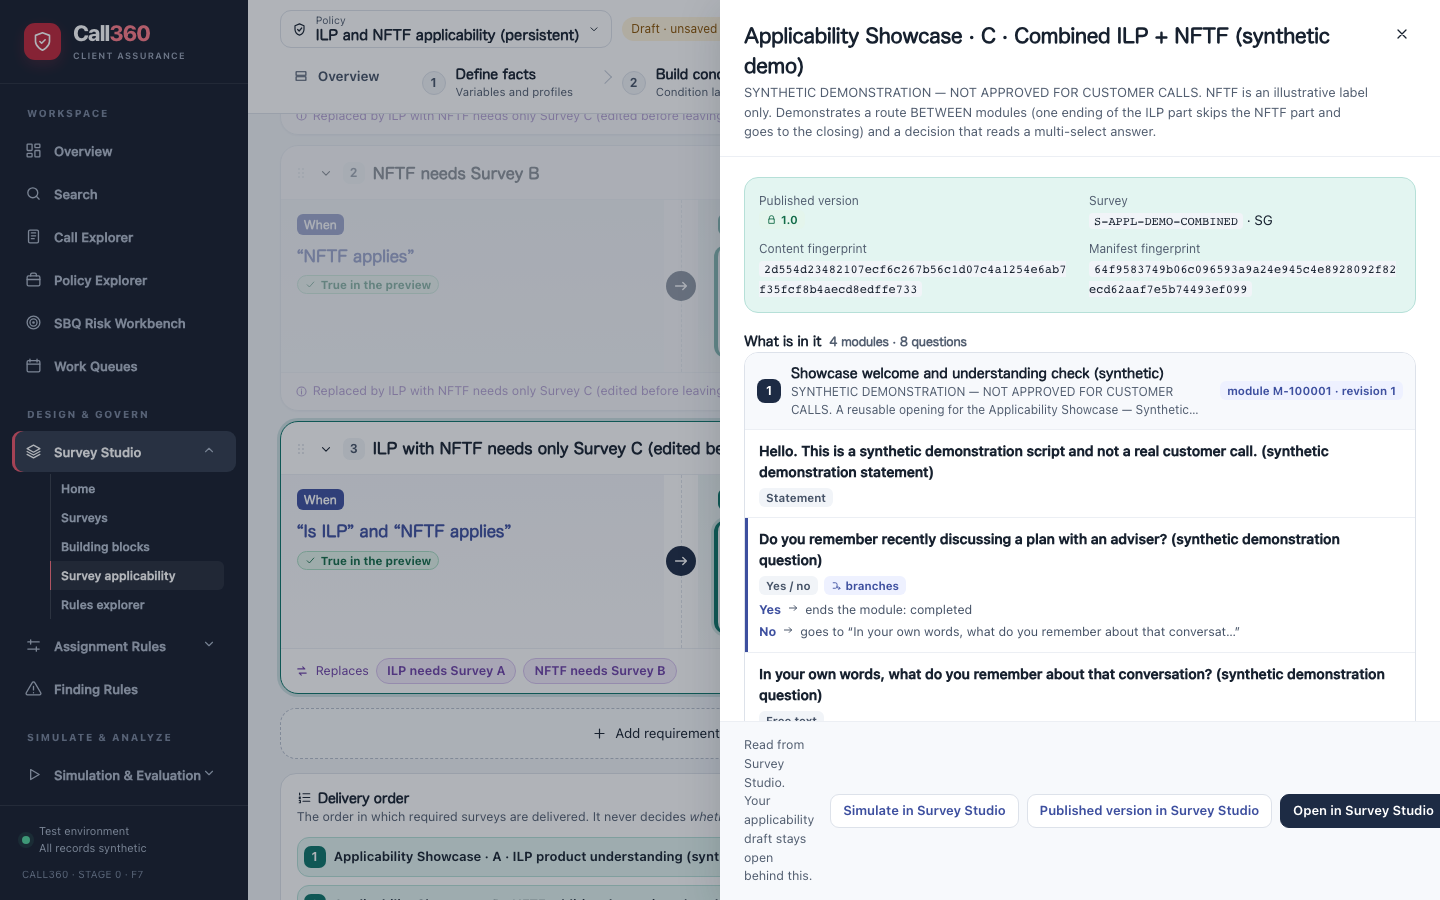 Call360
CLIENT ASSURANCE
WORKSPACE
Overview
Search
Call Explorer
Policy Explorer
SBQ Risk Workbench
Work Queues
DESIGN & GOVERN
Survey Studio
Home
Surveys
Building blocks
Survey applicability
Rules explorer
Assignment Rules
Finding Rules
SIMULATE & ANALYZE
Simulation & Evaluation
Test environment
All records synthetic
CALL360 · STAGE 0 · F7
Policy
ILP and NFTF applicability (persistent)
Draft · unsaved
Overview
1 Define facts
Variables and profiles
2 Build con
Condition la
Replaced by ILP with NFTF needs only Survey C (edited before leaving
2 NFTF needs Survey B
When
“NFTF applies”
True in the preview
Replaced by ILP with NFTF needs only Survey C (edited before leaving
3 ILP with NFTF needs only Survey C (edited be
When
“Is ILP” and “NFTF applies”
True in the preview
Replaces ILP needs Survey A NFTF needs Survey B
Add requirement
Delivery order
The order in which required surveys are delivered. It never decides wheth
1 Applicability Showcase · A · ILP product understanding (synt
Applicability Showcase · C · Combined ILP + NFTF (synthetic
demo)
SYNTHETIC DEMONSTRATION — NOT APPROVED FOR CUSTOMER CALLS. NFTF is an illustrative label
only. Demonstrates a route BETWEEN modules (one ending of the ILP part skips the NFTF part and
goes to the closing) and a decision that reads a multi-select answer.
Published version
1.0
Survey
S-APPL-DEMO-COMBINED · SG
Content fingerprint
2d554d23482107ecf6c267b56c1d07c4a1254e6ab7
f35fcf8b4aecd8edffe733
Manifest fingerprint
64f9583749b06c096593a9a24e945c4e8928092f82
ecd62aaf7e5b74493ef099
What is in it 4 modules · 8 questions
1 Showcase welcome and understanding check (synthetic)
SYNTHETIC DEMONSTRATION — NOT APPROVED FOR CUSTOMER
CALLS. A reusable opening for the Applicability Showcase — Synthetic…
module M-100001 · revision 1
Hello. This is a synthetic demonstration script and not a real customer call. (synthetic
demonstration statement)
Statement
Do you remember recently discussing a plan with an adviser? (synthetic demonstration
question)
Yes / no branches
Yes → ends the module: completed
No → goes to “In your own words, what do you remember about that conversat…”
In your own words, what do you remember about that conversation? (synthetic demonstration
question)
Free text
Read from
Survey
Studio.
Your
applicability
draft stays
open
behind this.
Simulate in Survey Studio
Published version in Survey Studio
Open in Survey Studio